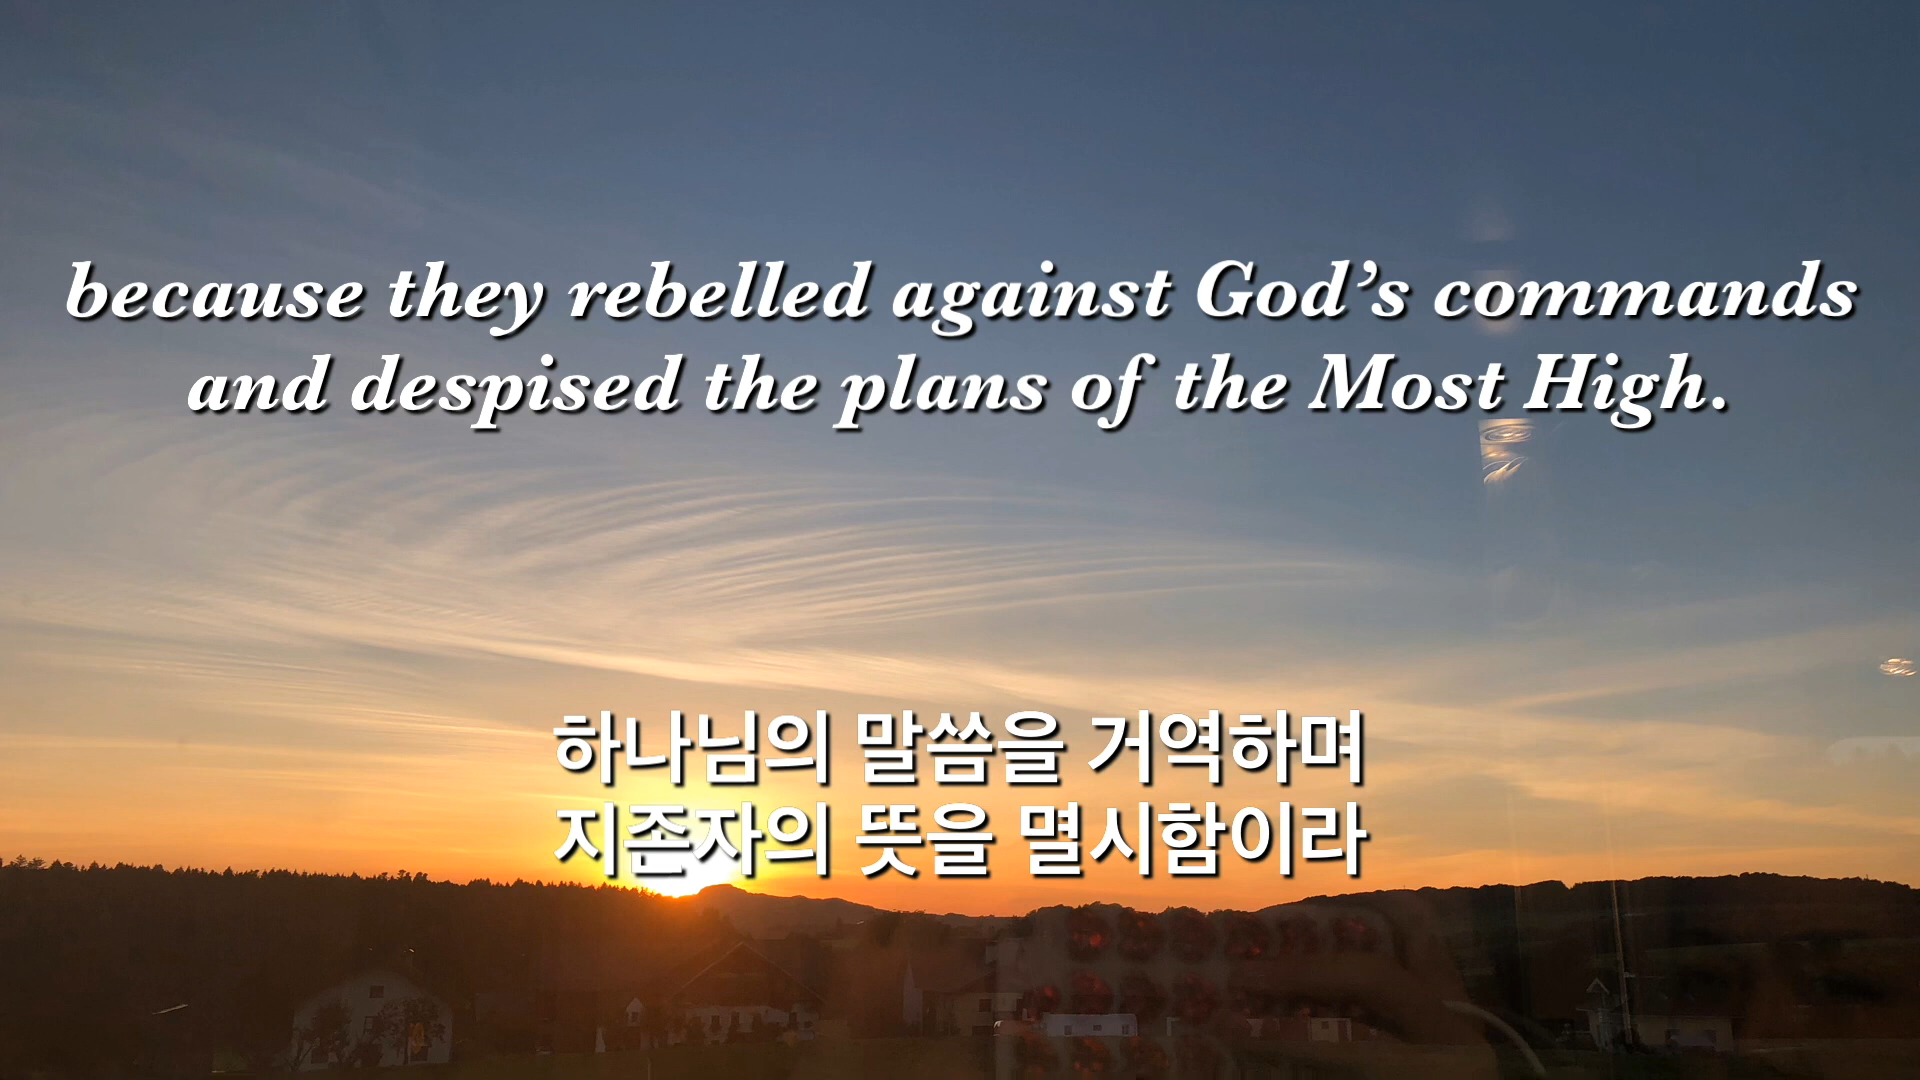 because they rebelled against God’s commands
and despised the plans of the Most High.
하나님의 말씀을 거역하며
지존자의 뜻을 멸시함이라